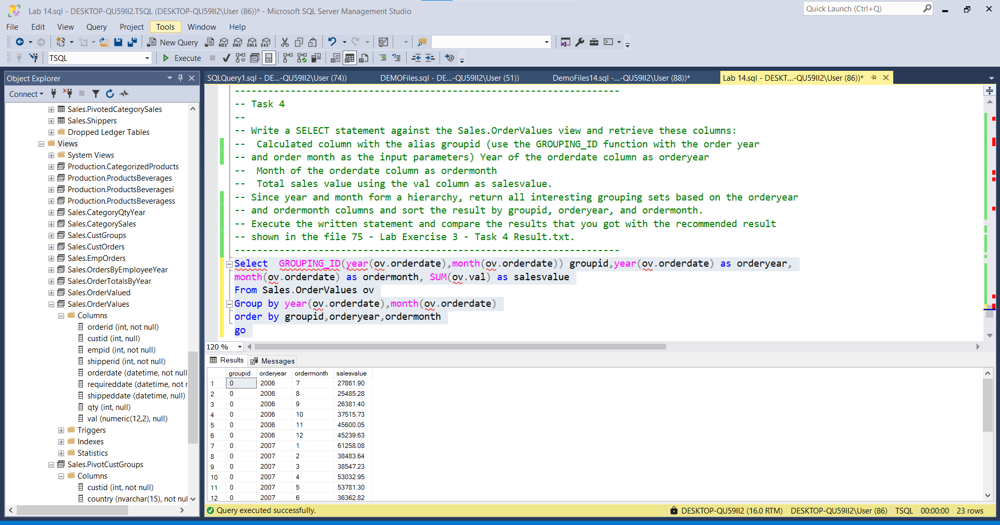 Lab 14.sql - DESKTOP-QU59II2.TSQL (DESKTOP-QU59II2\User (86))* - Microsoft SQL Server Management Studio
Quick Launch (Ctrl+Q)
File Edit View Query Project Tools Window Help
New Query MDX DMX XMLA DAX
TSQL Execute
Object Explorer
Connect
Sales.PivotedCategorySales
Sales.Shippers
Dropped Ledger Tables
Views
System Views
Production.CategorizedProducts
Production.ProductsBeverages
Production.ProductsBeveragesi
Production.ProductsBeveragess
Sales.CategoryQtyYear
Sales.CategorySales
Sales.CustGroups
Sales.CustOrders
Sales.EmpOrders
Sales.OrdersByEmployeeYear
Sales.OrderTotalsByYear
Sales.OrderValued
Sales.OrderValues
Columns
orderid (int, not null)
custid (int, null)
empid (int, not null)
shipperid (int, not null)
orderdate (datetime, not null
requireddate (datetime, not r
shippeddate (datetime, null)
qty (int, null)
val (numeric(12,2), null)
Triggers
Indexes
Statistics
Sales.PivotCustGroups
Columns
custid (int, not null)
country (nvarchar(15), not nul
SQLQuery1.sql - DE...-QU59II2\User (74)) DEMOFiles.sql - DE...-QU59II2\User (51)) DemoFiles14.sql -...-QU59II2\User (88))* Lab 14.sql - DESKT...-QU59II2\User (86))*
---------------------------------------------------------------------
-- Task 4
--
-- Write a SELECT statement against the Sales.OrderValues view and retrieve these columns:
--  Calculated column with the alias groupid (use the GROUPING_ID function with the order year
-- and order month as the input parameters) Year of the orderdate column as orderyear
--  Month of the orderdate column as ordermonth
--  Total sales value using the val column as salesvalue.
-- Since year and month form a hierarchy, return all interesting grouping sets based on the orderyear
-- and ordermonth columns and sort the result by groupid, orderyear, and ordermonth.
-- Execute the written statement and compare the results that you got with the recommended result
-- shown in the file 75 - Lab Exercise 3 - Task 4 Result.txt.
---------------------------------------------------------------------
Select  GROUPING_ID(year(ov.orderdate),month(ov.orderdate)) groupid,year(ov.orderdate) as orderyear,
month(ov.orderdate) as ordermonth, SUM(ov.val) as salesvalue
From Sales.OrderValues ov
Group by year(ov.orderdate),month(ov.orderdate)
order by groupid,orderyear,ordermonth
go
120 %
Results Messages
groupid orderyear ordermonth salesvalue
1 0 2006 7 27861.90
2 0 2006 8 25485.28
3 0 2006 9 26381.40
4 0 2006 10 37515.73
5 0 2006 11 45600.05
6 0 2006 12 45239.63
7 0 2007 1 61258.08
8 0 2007 2 38483.64
9 0 2007 3 38547.23
10 0 2007 4 53032.95
11 0 2007 5 53781.30
12 0 2007 6 36362.82
Query executed successfully. DESKTOP-QU59II2 (16.0 RTM) DESKTOP-QU59II2\User (86) TSQL 00:00:00 23 rows